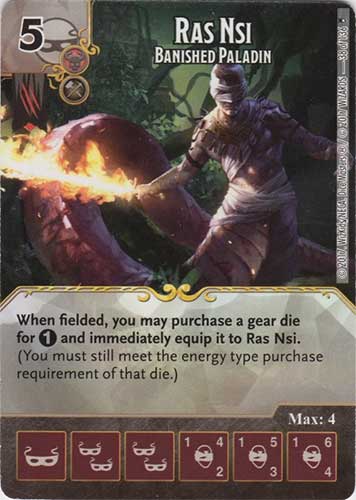 5
RAS NSI
BANISHED PALADIN
When fielded, you may purchase a gear die
for 1 and immediately equip it to Ras Nsi.
(You must still meet the energy type purchase
requirement of that die.)
Max: 4
1 4
2
1 5
3
1 6
4